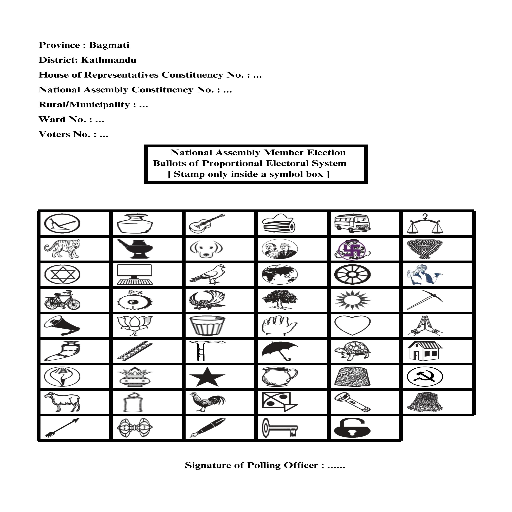 Province : Bagmati
District: Kathmandu
House of Representatives Constituency No. : ...
National Assembly Constituency No. : ...
Rural/Municipality : ...
Ward No. : ...
Voters No. : ...
National Assembly Member Election
Ballots of Proportional Electoral System
[ Stamp only inside a symbol box ]
Signature of Polling Officer : ......